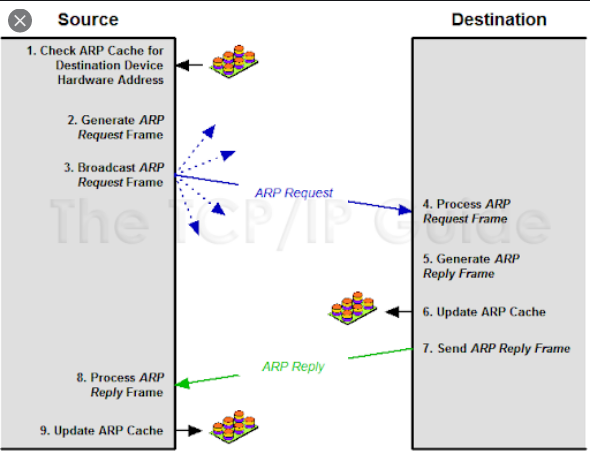 Source
Destination
1. Check ARP Cache for
Destination Device
Hardware Address
2. Generate ARP
Request Frame
3. Broadcast ARP
Request Frame
ARP Request
The TCP/IP Guide
4. Process ARP
Request Frame
5. Generate ARP
Reply Frame
6. Update ARP Cache
7. Send ARP Reply Frame
ARP Reply
8. Process ARP
Reply Frame
9. Update ARP Cache